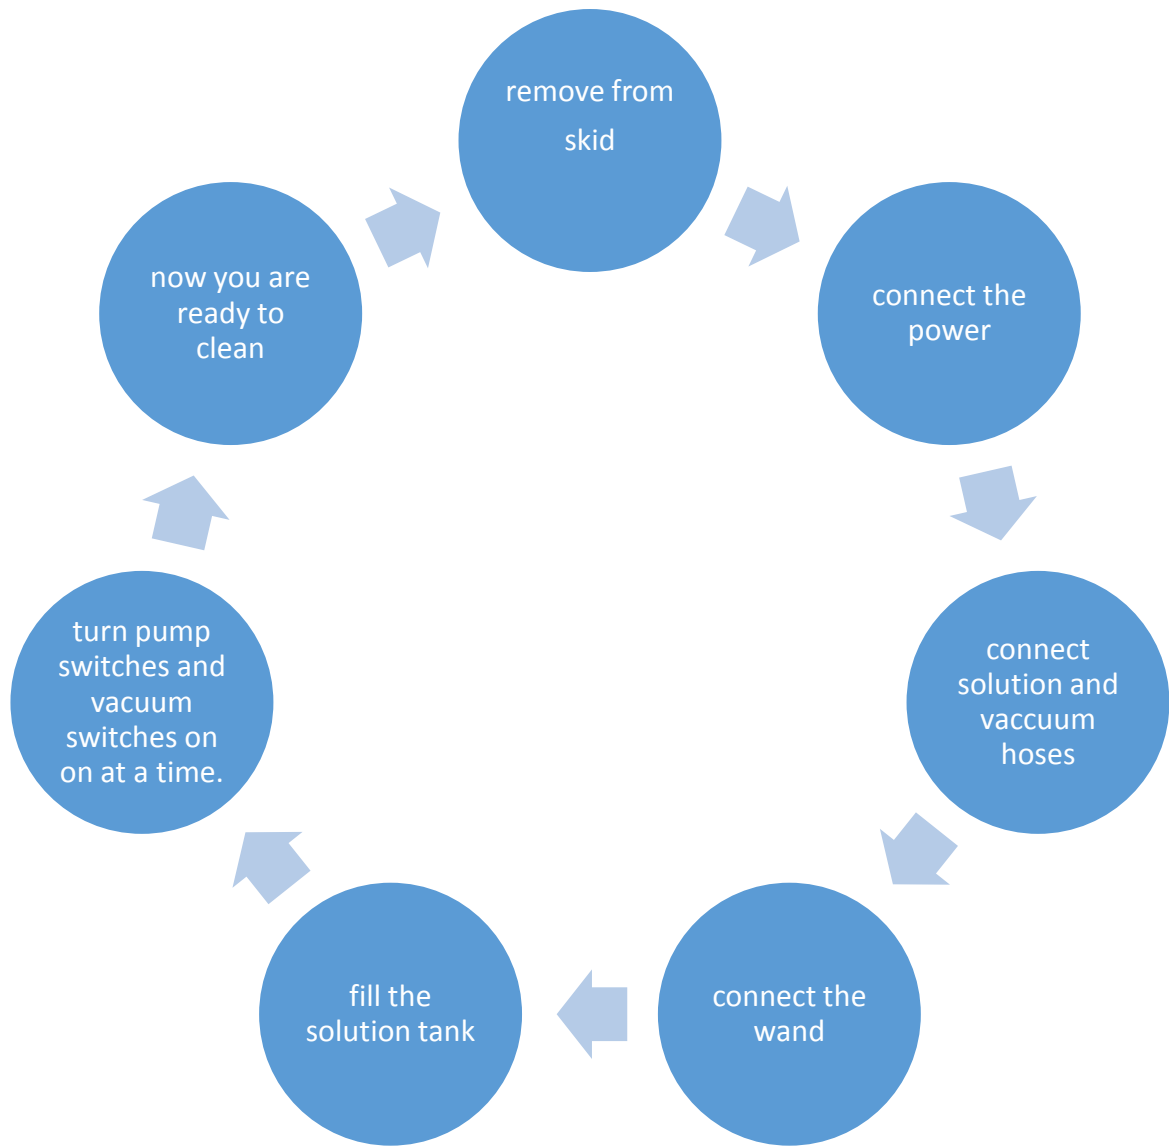 remove from
skid
connect the
power
connect
solution and
vaccuum
hoses
connect the
wand
fill the
solution tank
turn pump
switches and
vacuum
switches on
on at a time.
now you are
ready to
clean